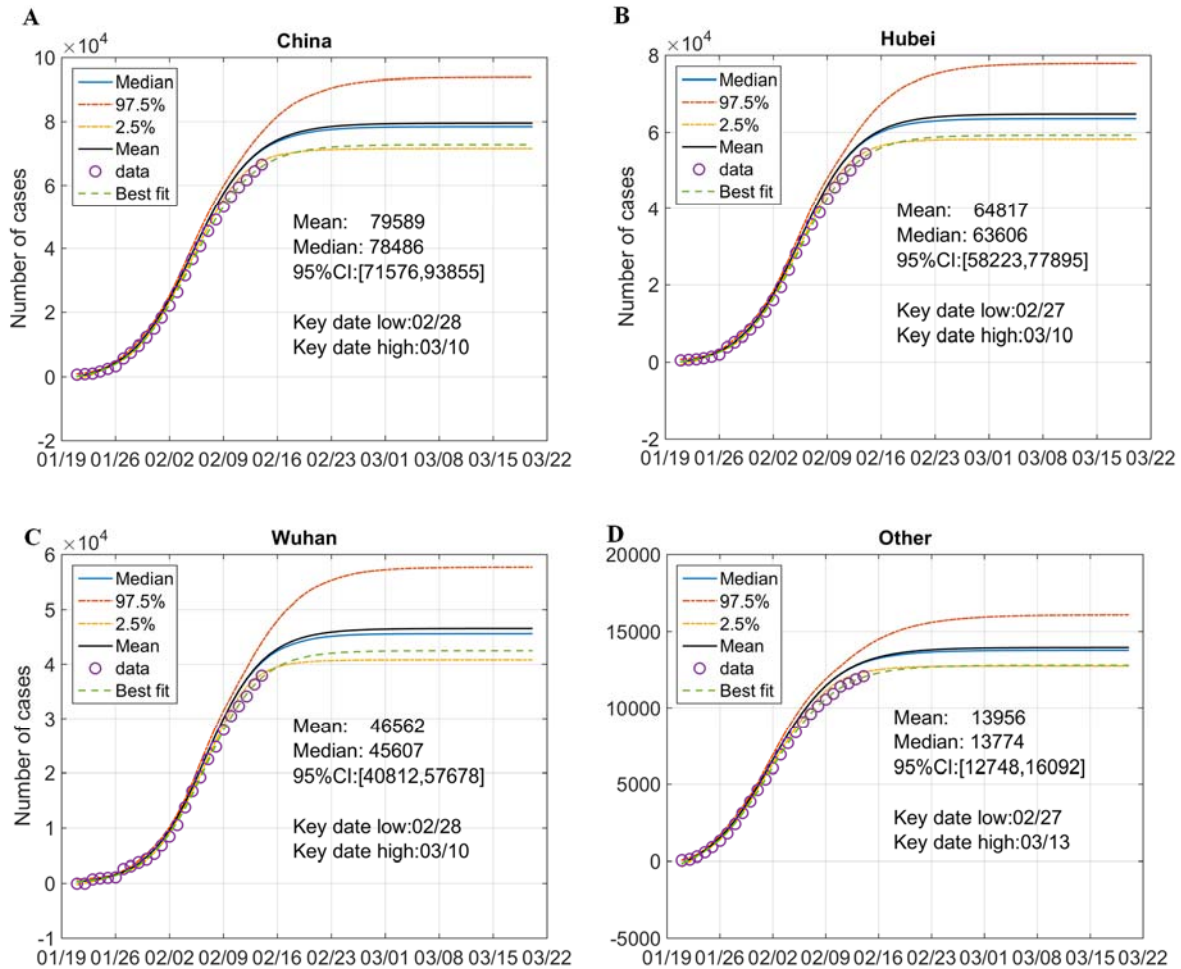 A
×10⁴
China
10
8
6
4
2
0
-2
Number of cases
Median
97.5%
2.5%
Mean
data
Best fit
Mean: 79589
Median: 78486
95%CI:[71576,93855]
Key date low:02/28
Key date high:03/10
01/19 01/26 02/02 02/09 02/16 02/23 03/01 03/08 03/15 03/22
B
×10⁴
Hubei
8
6
4
2
0
-2
Number of cases
Median
97.5%
2.5%
Mean
data
Best fit
Mean: 64817
Median: 63606
95%CI:[58223,77895]
Key date low:02/27
Key date high:03/10
01/19 01/26 02/02 02/09 02/16 02/23 03/01 03/08 03/15 03/22
C
×10⁴
Wuhan
6
5
4
3
2
1
0
-1
Number of cases
Median
97.5%
2.5%
Mean
data
Best fit
Mean: 46562
Median: 45607
95%CI:[40812,57678]
Key date low:02/28
Key date high:03/10
01/19 01/26 02/02 02/09 02/16 02/23 03/01 03/08 03/15 03/22
D
Other
20000
15000
10000
5000
0
-5000
Median
97.5%
2.5%
Mean
data
Best fit
Mean: 13956
Median: 13774
95%CI:[12748,16092]
Key date low:02/27
Key date high:03/13
01/19 01/26 02/02 02/09 02/16 02/23 03/01 03/08 03/15 03/22